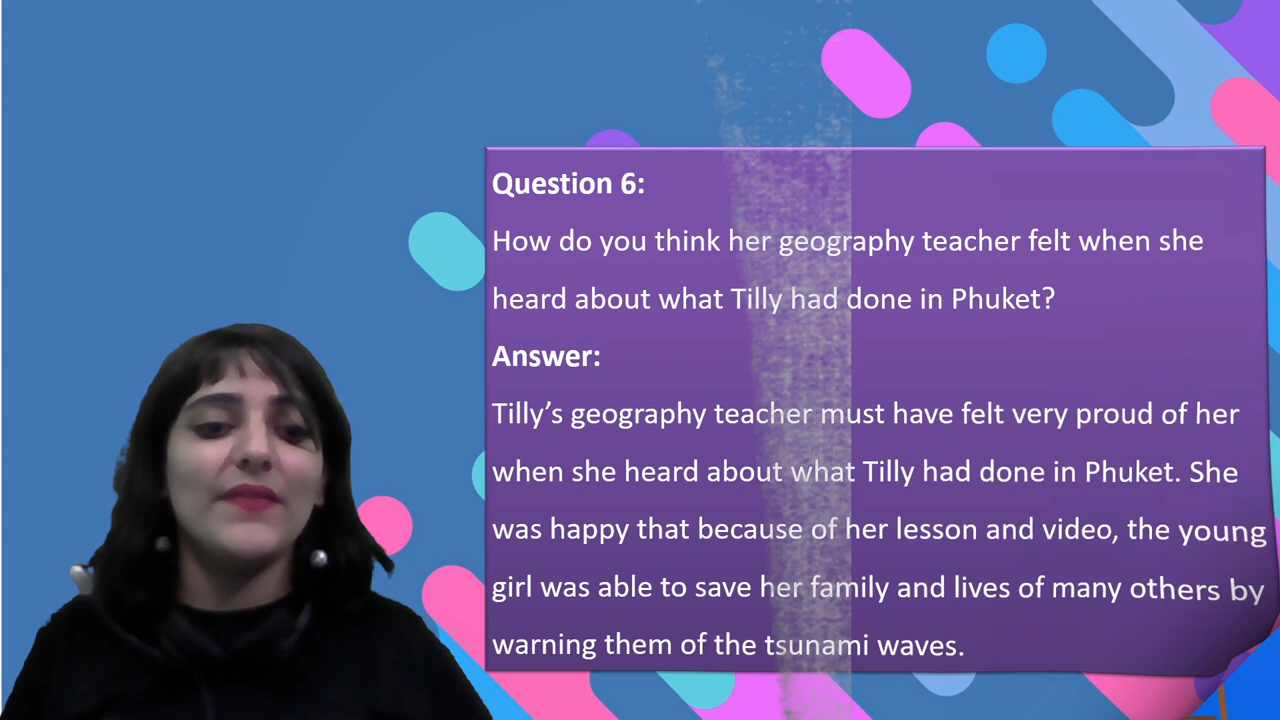 Question 6:
How do you think her geography teacher felt when she
heard about what Tilly had done in Phuket?
Answer:
Tilly’s geography teacher must have felt very proud of her
when she heard about what Tilly had done in Phuket. She
was happy that because of her lesson and video, the young
girl was able to save her family and lives of many others by
warning them of the tsunami waves.